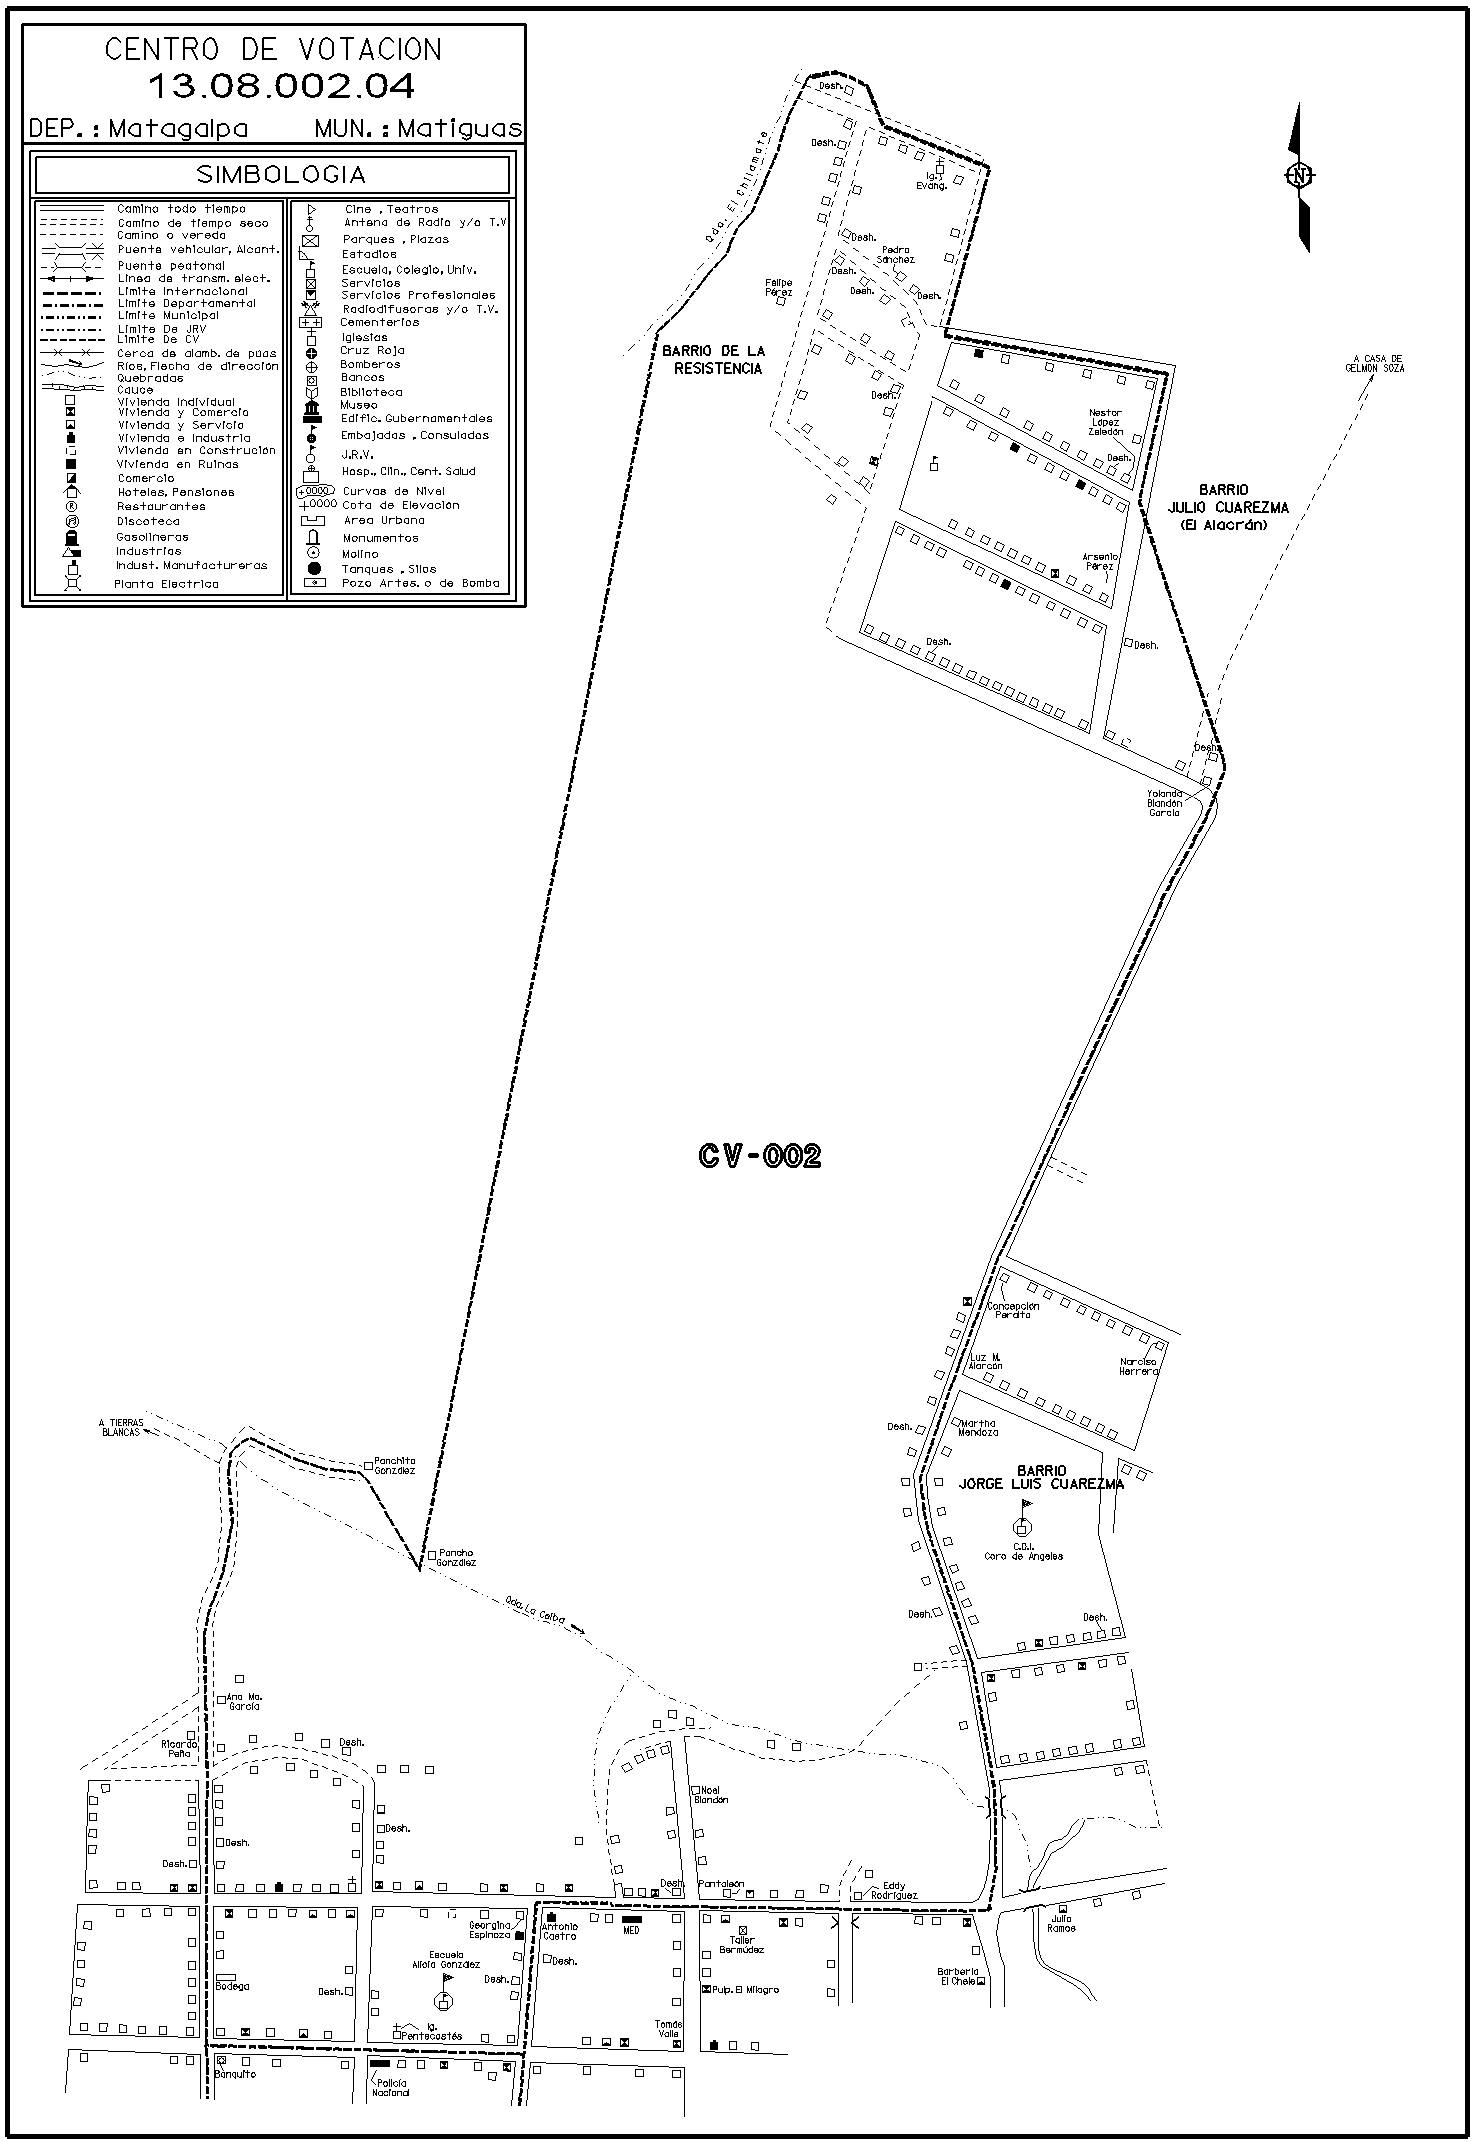 CENTRO DE VOTACION
13.08.002.04
DEP.: Matagalpa MUN.: Matiguas
SIMBOLOGIA
Camino todo tiempo
Camino de tiempo seco
Camino o vereda
Puente vehicular, Alcant.
Puente peatonal
Linea de transm. elect.
Limite Internacional
Limite Departamental
Limite Municipal
Limite De JRV
Limite De CV
Cerca de alamb. de púas
Ríos, Flecha de dirección
Quebradas
Cauce
Vivienda Individual
Vivienda y Comercio
Vivienda y Servicio
Vivienda e Industria
Vivienda en Construción
Vivienda en Ruinas
Comercio
Hoteles, Pensiones
Restaurantes
Discoteca
Gasolineras
Industrias
Indust. Manufactureras
Planta Electrica
Cine , Teatros
Antena de Radio y/o T.V
Parques , Plazas
Estadios
Escuela, Colegio, Univ.
Servicios
Servicios Profesionales
Radiodifusoras y/o T.V.
Cementerios
Iglesias
Cruz Roja
Bomberos
Bancos
Biblioteca
Museo
Edific. Gubernamentales
Embajadas , Consulados
J.R.V.
Hosp., Clin., Cent. Salud
Curvas de Nivel
Cota de Elevación
Area Urbana
Monumentos
Molino
Tanques , Silos
Pozo Artes. o de Bomba
+0000
+0000
N
Desh.
Qda. El Chilamate
Desh.
Ig.
Evang.
Desh.
Pedro
Sánchez
Desh.
Felipe
Pérez
Desh.
Desh.
BARRIO DE LA
RESISTENCIA
A CASA DE
GELMON SOZA
Desh.
Nestor
López
Zeledón
Desh.
BARRIO
JULIO CUAREZMA
(El Alacrán)
Arsenio
Pérez
Desh.
Desh.
Desh.
Yolanda
Blandón
García
CV-002
Concepción
Peralta
Luz M.
Alarcón
Narcisa
Herrera
A TIERRAS
BLANCAS
Desh.
Martha
Mendoza
Panchita
González
BARRIO
JORGE LUIS CUAREZMA
Pancho
González
C.D.I.
Coro de Angeles
Qda. La Ceiba
Desh.
Desh.
Ana Ma.
García
Ricardo
Peña
Desh.
Noel
Blandón
Desh.
Desh.
Desh.
Desh.
Pantaleón
Eddy
Rodríguez
Georgina
Espinoza
Antonio
Castro
MED
Taller
Bermúdez
Julia
Ramos
Escuela
Alicia González
Desh.
Desh.
Barbería
El Chele
Bodega
Desh.
Pulp. El Milagro
Ig.
Pentecostés
Tomás
Valle
Banquito
Policía
Nacional